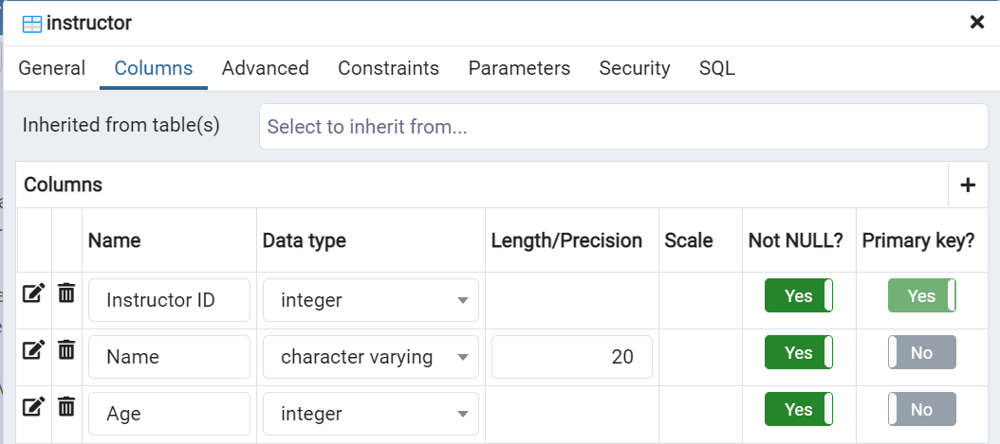 instructor
General Columns Advanced Constraints Parameters Security SQL
Inherited from table(s) Select to inherit from...
Columns
Name Data type Length/Precision Scale Not NULL? Primary key?
Instructor ID integer Yes Yes
Name character varying 20 Yes No
Age integer Yes No